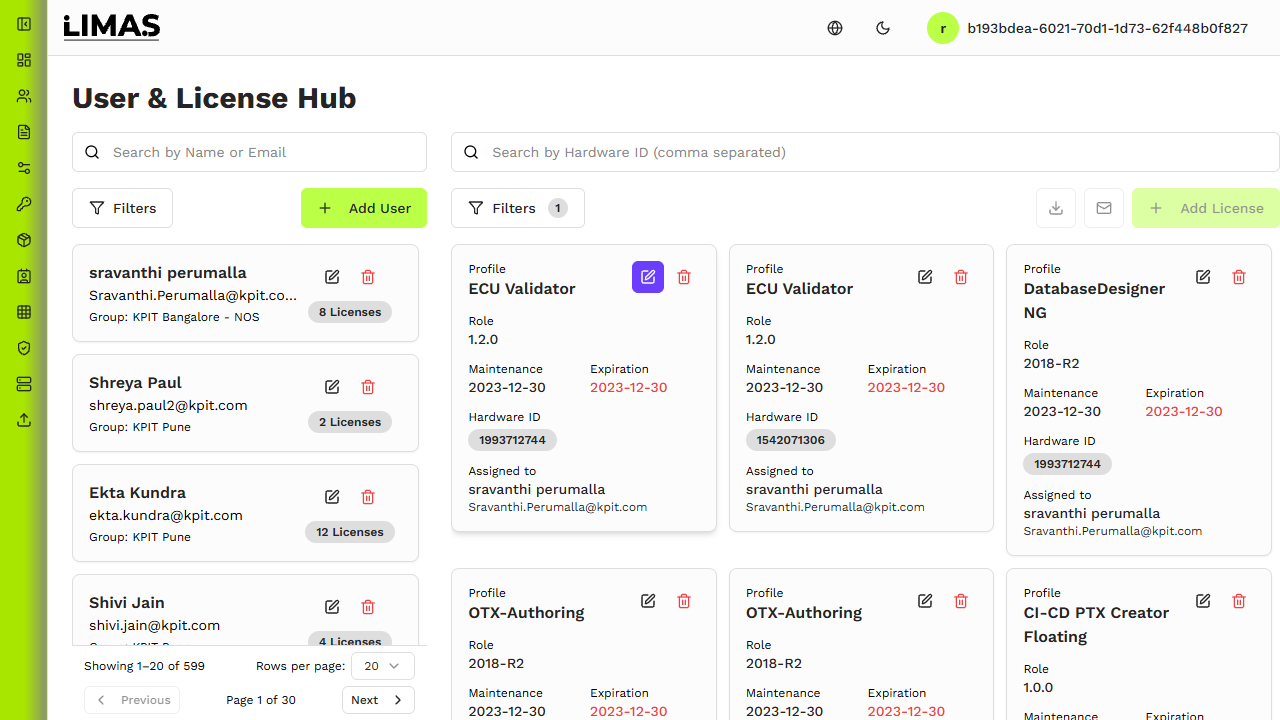 LIMAS
r b193bdea-6021-70d1-1d73-62f448b0f827
User & License Hub
Search by Name or Email
Search by Hardware ID (comma separated)
Filters
Add User
Filters 1
Add License
sravanthi perumalla
Sravanthi.Perumalla@kpit.co...
Group: KPIT Bangalore - NOS
8 Licenses
Shreya Paul
shreya.paul2@kpit.com
Group: KPIT Pune
2 Licenses
Ekta Kundra
ekta.kundra@kpit.com
Group: KPIT Pune
12 Licenses
Shivi Jain
shivi.jain@kpit.com
4 Licenses
Showing 1–20 of 599
Rows per page: 20
Previous
Page 1 of 30
Next
Profile
ECU Validator
Role
1.2.0
Maintenance Expiration
2023-12-30 2023-12-30
Hardware ID
1993712744
Assigned to
sravanthi perumalla
Sravanthi.Perumalla@kpit.com
Profile
ECU Validator
Role
1.2.0
Maintenance Expiration
2023-12-30 2023-12-30
Hardware ID
1542071306
Assigned to
sravanthi perumalla
Sravanthi.Perumalla@kpit.com
Profile
DatabaseDesigner
NG
Role
2018-R2
Maintenance Expiration
2023-12-30 2023-12-30
Hardware ID
1993712744
Assigned to
sravanthi perumalla
Sravanthi.Perumalla@kpit.com
Profile
OTX-Authoring
Role
2018-R2
Maintenance Expiration
2023-12-30 2023-12-30
Profile
OTX-Authoring
Role
2018-R2
Maintenance Expiration
2023-12-30 2023-12-30
Profile
CI-CD PTX Creator
Floating
Role
1.0.0
Maintenance Expiration